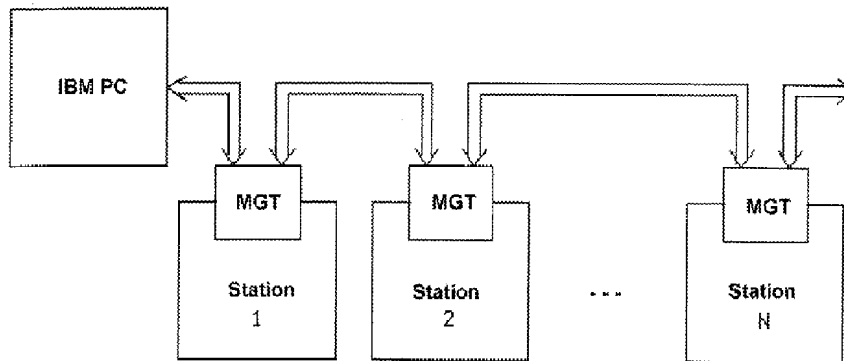 IBM PC
MGT
MGT
MGT
Station
1
Station
2
...
Station
N